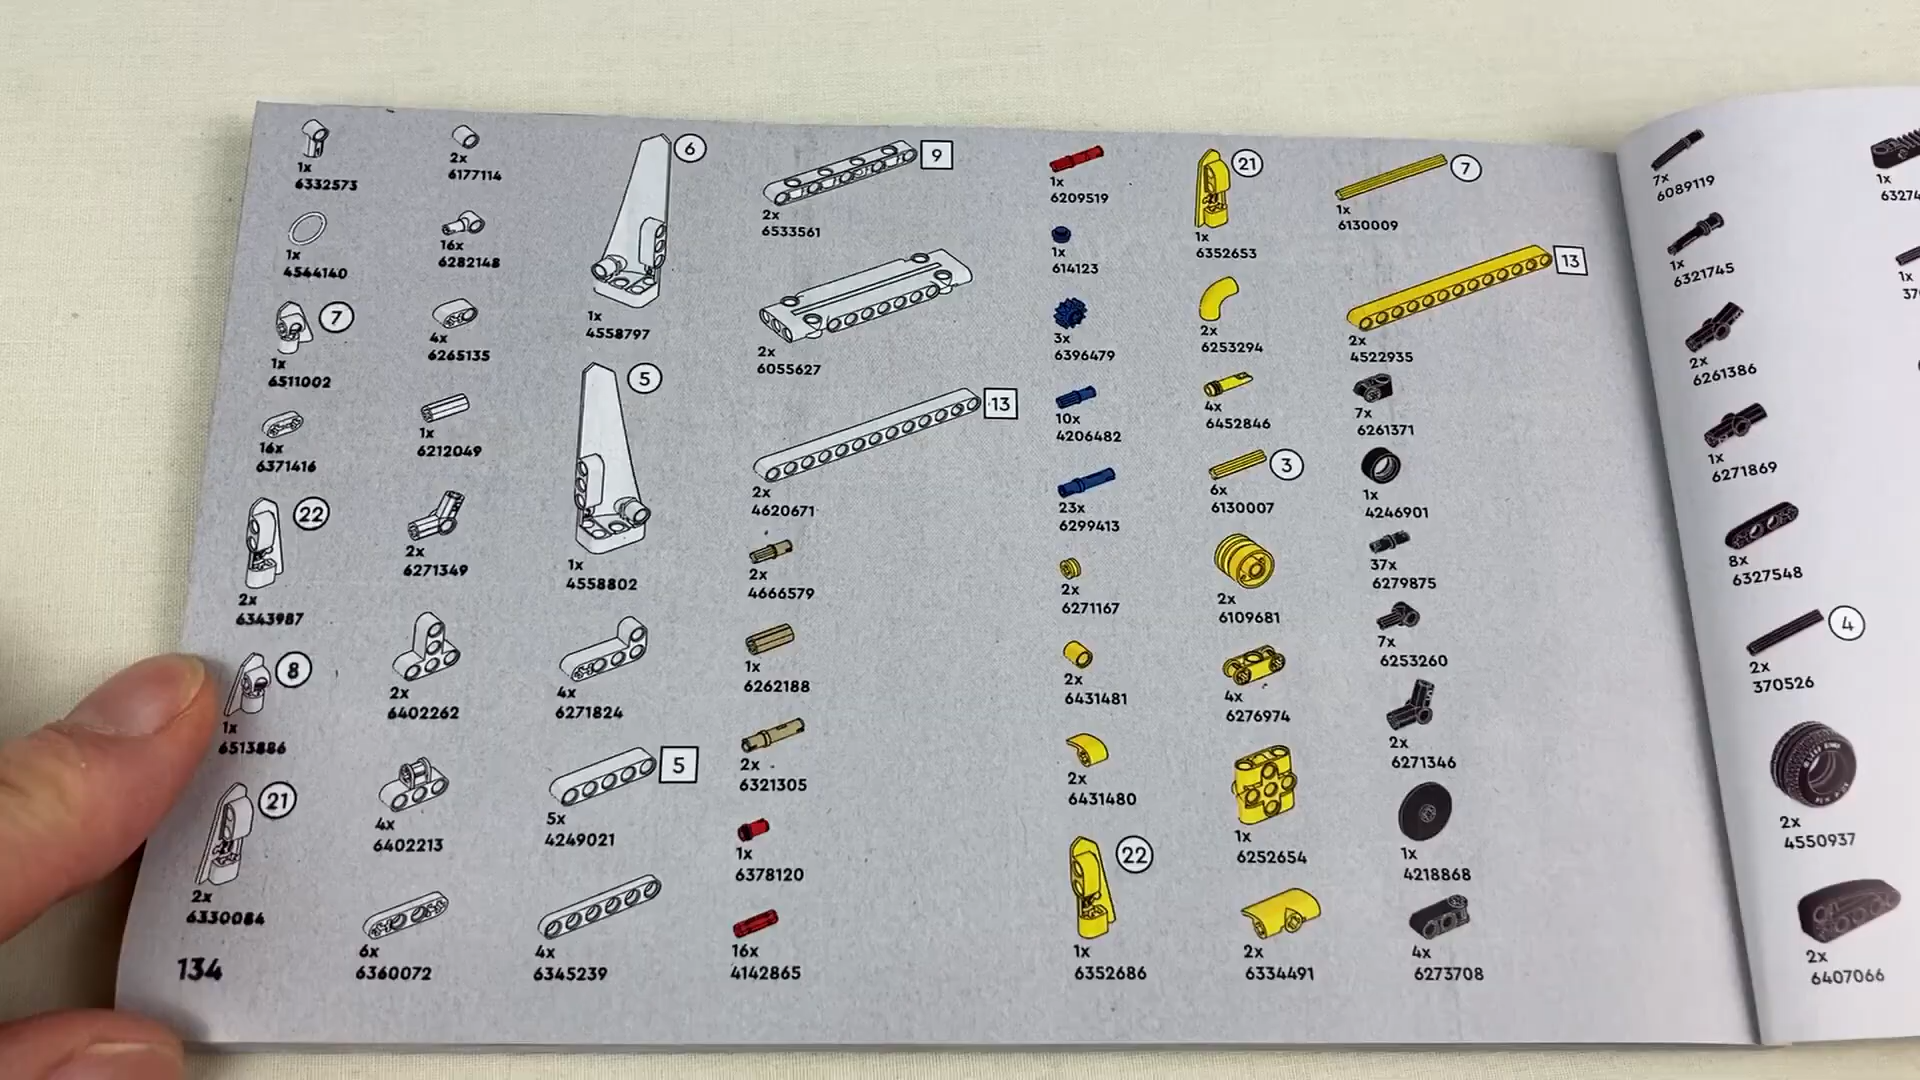 1x
6332573
1x
4544140
7
1x
6511002
16x
6371416
22
2x
6343987
8
1x
6513886
21
2x
6330084
134
2x
6177114
16x
6282148
4x
6265135
1x
6212049
2x
6271349
2x
6402262
4x
6402213
6x
6360072
6
1x
4558797
5
1x
4558802
4x
6271824
5
5x
4249021
4x
6345239
9
2x
6533561
2x
6055627
13
2x
4620671
2x
4666579
1x
6262188
2x
6321305
1x
6378120
16x
4142865
1x
6209519
1x
614123
3x
6396479
10x
4206482
23x
6299413
2x
6271167
2x
6431481
2x
6431480
22
1x
6352686
21
1x
6352653
2x
6253294
4x
6452846
3
6x
6130007
2x
6109681
4x
6276974
1x
6252654
2x
6334491
7
1x
6130009
13
2x
4522935
7x
6261371
1x
4246901
37x
6279875
7x
6253260
2x
6271346
1x
4218868
4x
6273708
7x
6089119
1x
6321745
2x
6261386
1x
6271869
8x
6327548
4
2x
370526
2x
4550937
2x
6407066
1x
1x